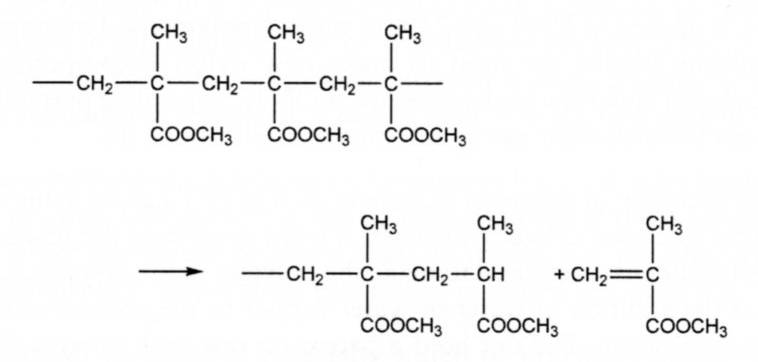 CH₃ CH₃ CH₃
—CH₂—C—CH₂—C—CH₂—C—
COOCH₃ COOCH₃ COOCH₃
CH₃ CH₃ CH₃
→ —CH₂—C—CH₂—CH + CH₂=C
COOCH₃ COOCH₃ COOCH₃